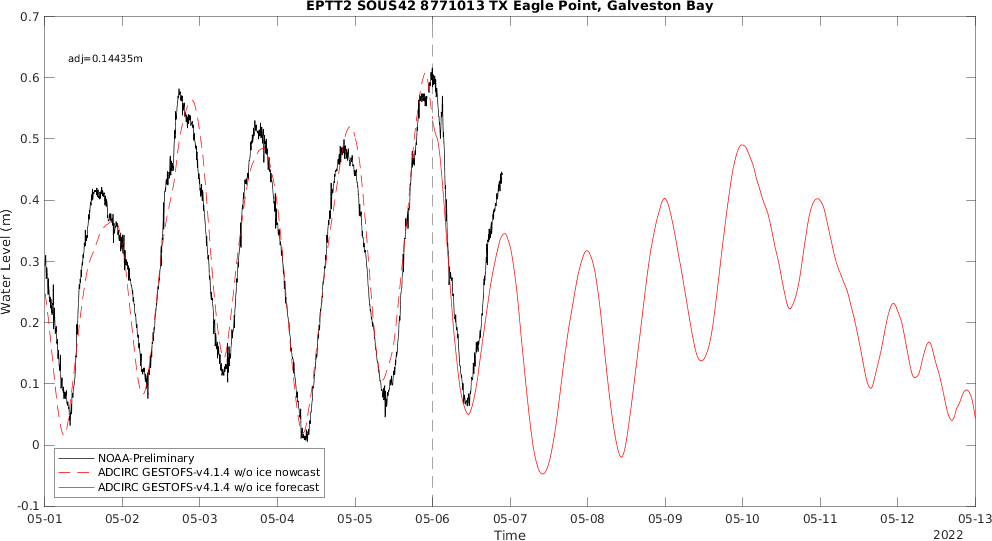 EPTT2 SOUS42 8771013 TX Eagle Point, Galveston Bay
adj=0.14435m
0.7
0.6
0.5
0.4
0.3
0.2
0.1
0
-0.1
Water Level (m)
NOAA-Preliminary
ADCIRC GESTOFS-v4.1.4 w/o ice nowcast
ADCIRC GESTOFS-v4.1.4 w/o ice forecast
05-01 05-02 05-03 05-04 05-05 05-06 05-07 05-08 05-09 05-10 05-11 05-12 05-13
Time
2022